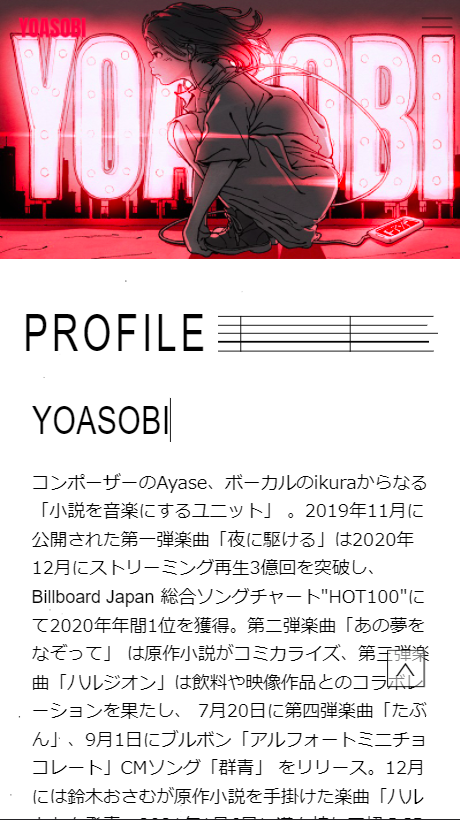 YOASOBI
YOASOBI
PROFILE
YOASOBI
コンポーザーのAyase、ボーカルのikuraからなる
「小説を音楽にするユニット」 。2019年11月に
公開された第一弾楽曲「夜に駆ける」は2020年
12月にストリーミング再生3億回を突破し、
Billboard Japan 総合ソングチャート"HOT100"に
て2020年年間1位を獲得。第二弾楽曲「あの夢を
なぞって」 は原作小説がコミカライズ、第三弾楽
曲「ハルジオン」は飲料や映像作品とのコラボレ
ーションを果たし、 7月20日に第四弾楽曲「たぶ
ん」、9月1日にブルボン「アルフォートミニチョ
コレート」CMソング「群青」 をリリース。12月
には鈴木おさむが原作小説を手掛けた楽曲「ハル